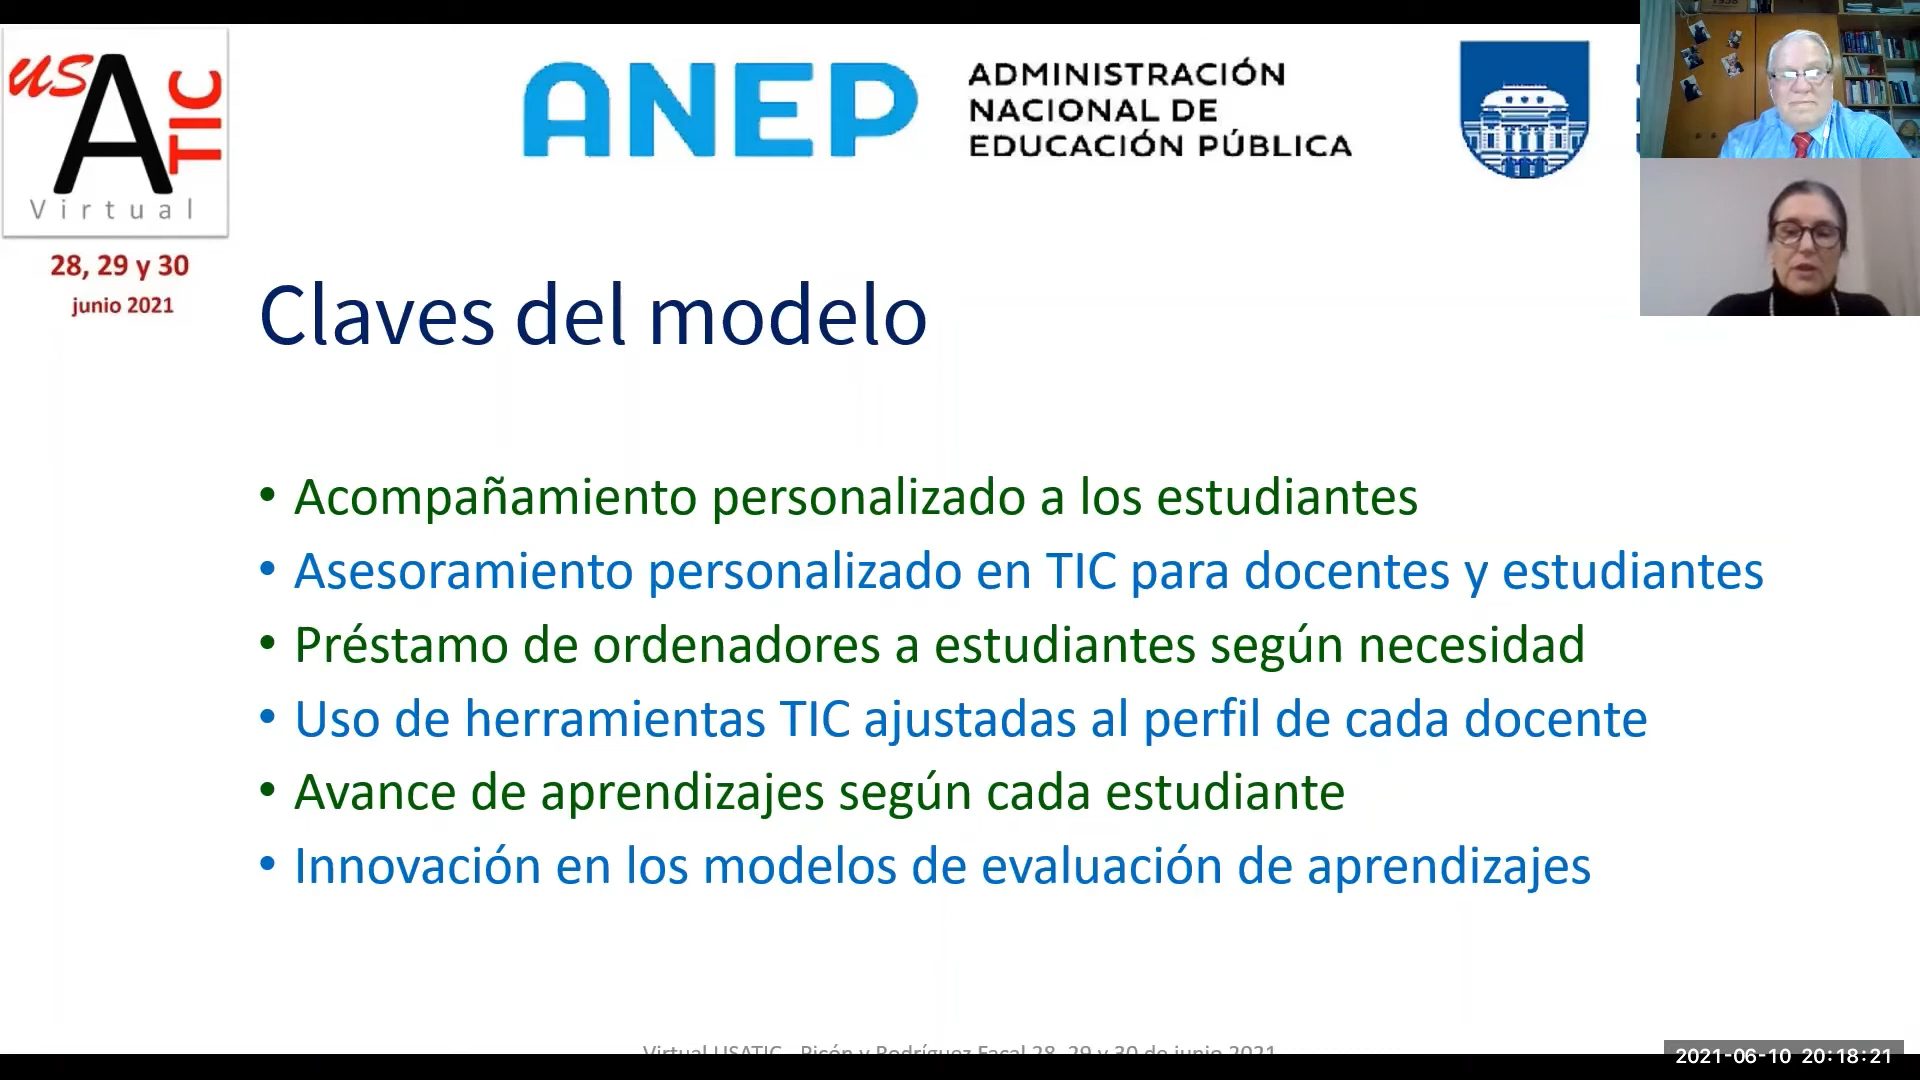 usATIC
Virtual
28, 29 y 30
junio 2021
ANEP
ADMINISTRACIÓN
NACIONAL DE
EDUCACIÓN PÚBLICA
Claves del modelo
• Acompañamiento personalizado a los estudiantes
• Asesoramiento personalizado en TIC para docentes y estudiantes
• Préstamo de ordenadores a estudiantes según necesidad
• Uso de herramientas TIC ajustadas al perfil de cada docente
• Avance de aprendizajes según cada estudiante
• Innovación en los modelos de evaluación de aprendizajes
Virtual USATIC - Picón y Rodríguez Facal 28, 29 y 30 de junio 2021
2021-06-10 20:18:21